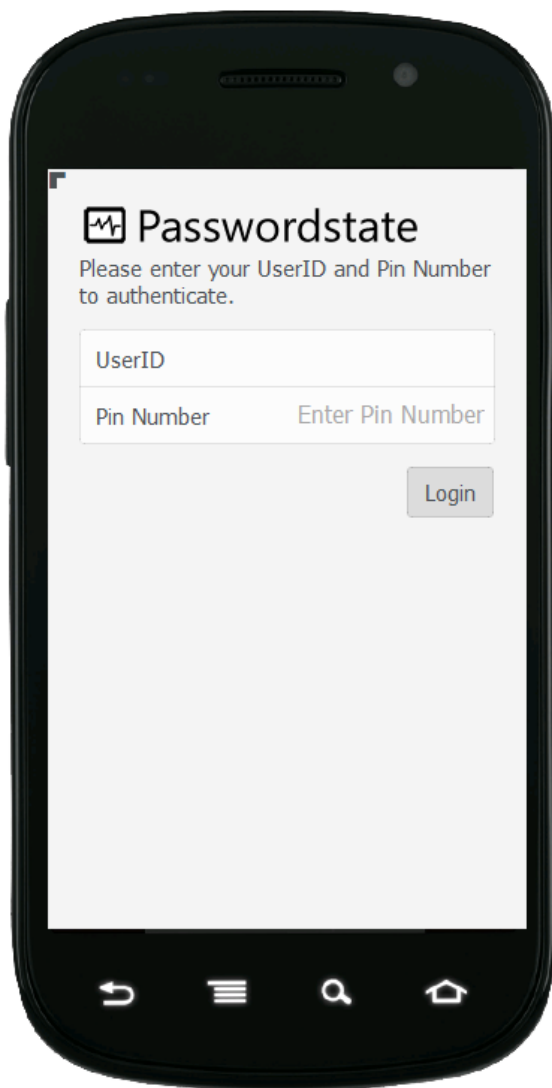 Passwordstate
Please enter your UserID and Pin Number
to authenticate.
UserID
Pin Number Enter Pin Number
Login